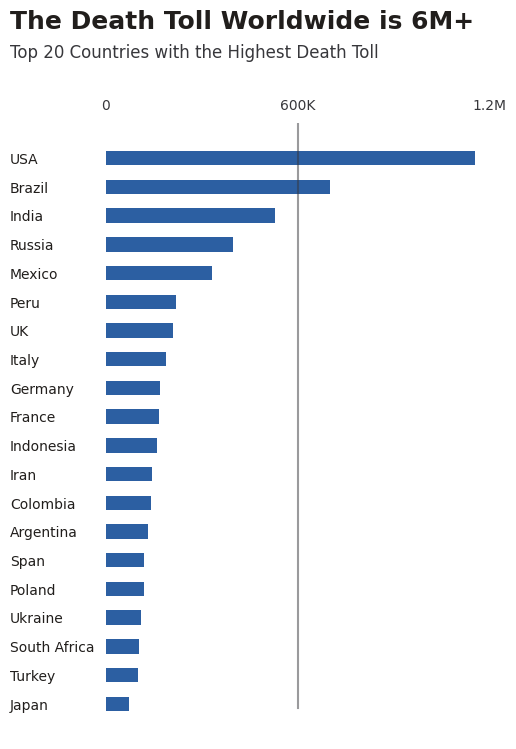 The Death Toll Worldwide is 6M+
Top 20 Countries with the Highest Death Toll
0 600K 1.2M
USA
Brazil
India
Russia
Mexico
Peru
UK
Italy
Germany
France
Indonesia
Iran
Colombia
Argentina
Span
Poland
Ukraine
South Africa
Turkey
Japan